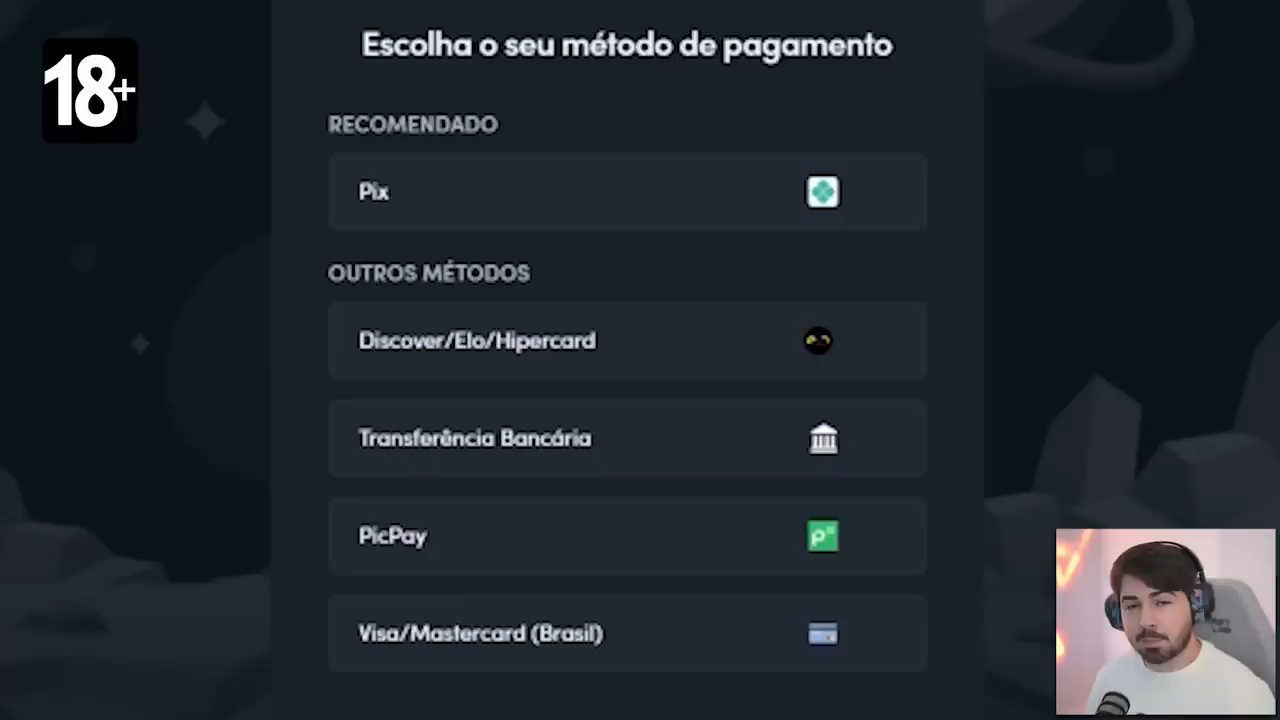 Escolha o seu método de pagamento
18+
RECOMENDADO
Pix
OUTROS MÉTODOS
Discover/Elo/Hipercard
Transferência Bancária
PicPay
Visa/Mastercard (Brasil)